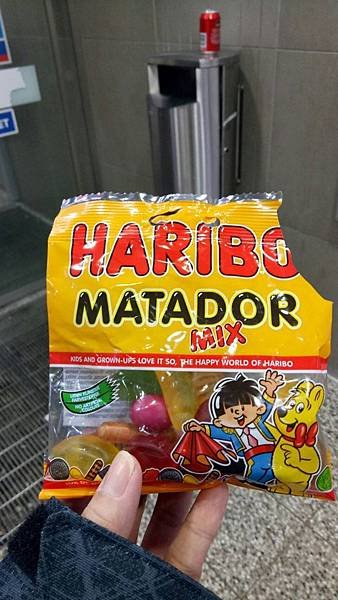 HARIBO
MATADOR
MIX
KIDS AND GROWN-UPS LOVE IT SO, THE HAPPY WORLD OF HARIBO